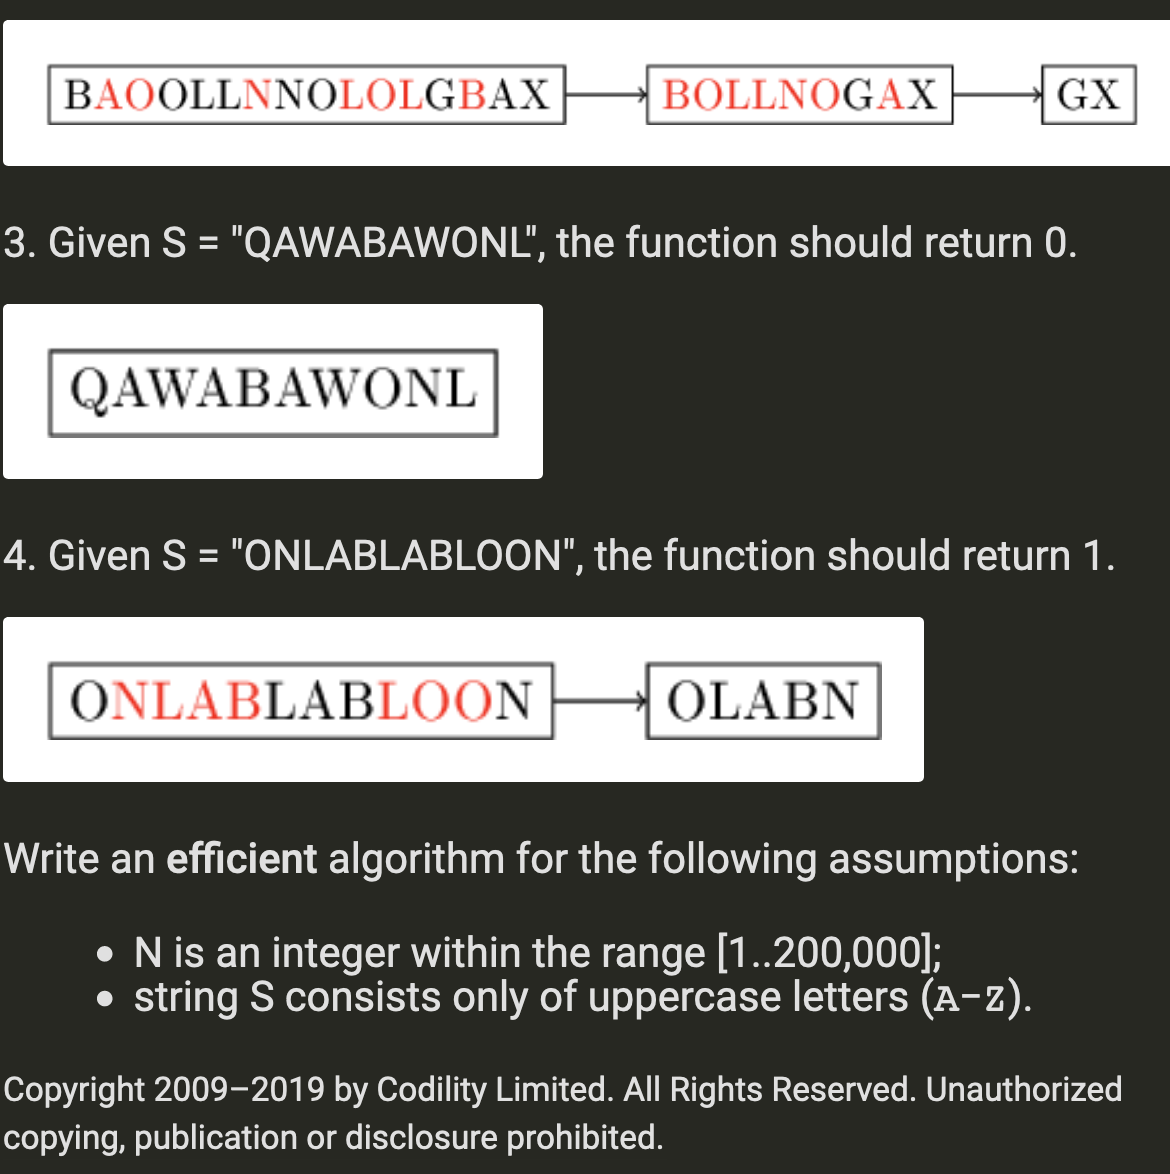 BAOOLLNNOLOLGBAX BOLLNOGAX GX
3. Given S = "QAWABAWONL", the function should return 0.
QAWABAWONL
4. Given S = "ONLABLABLOON", the function should return 1.
ONLABLABLOON OLABN
Write an efficient algorithm for the following assumptions:
• N is an integer within the range [1..200,000];
• string S consists only of uppercase letters (A-Z).
Copyright 2009–2019 by Codility Limited. All Rights Reserved. Unauthorized
copying, publication or disclosure prohibited.